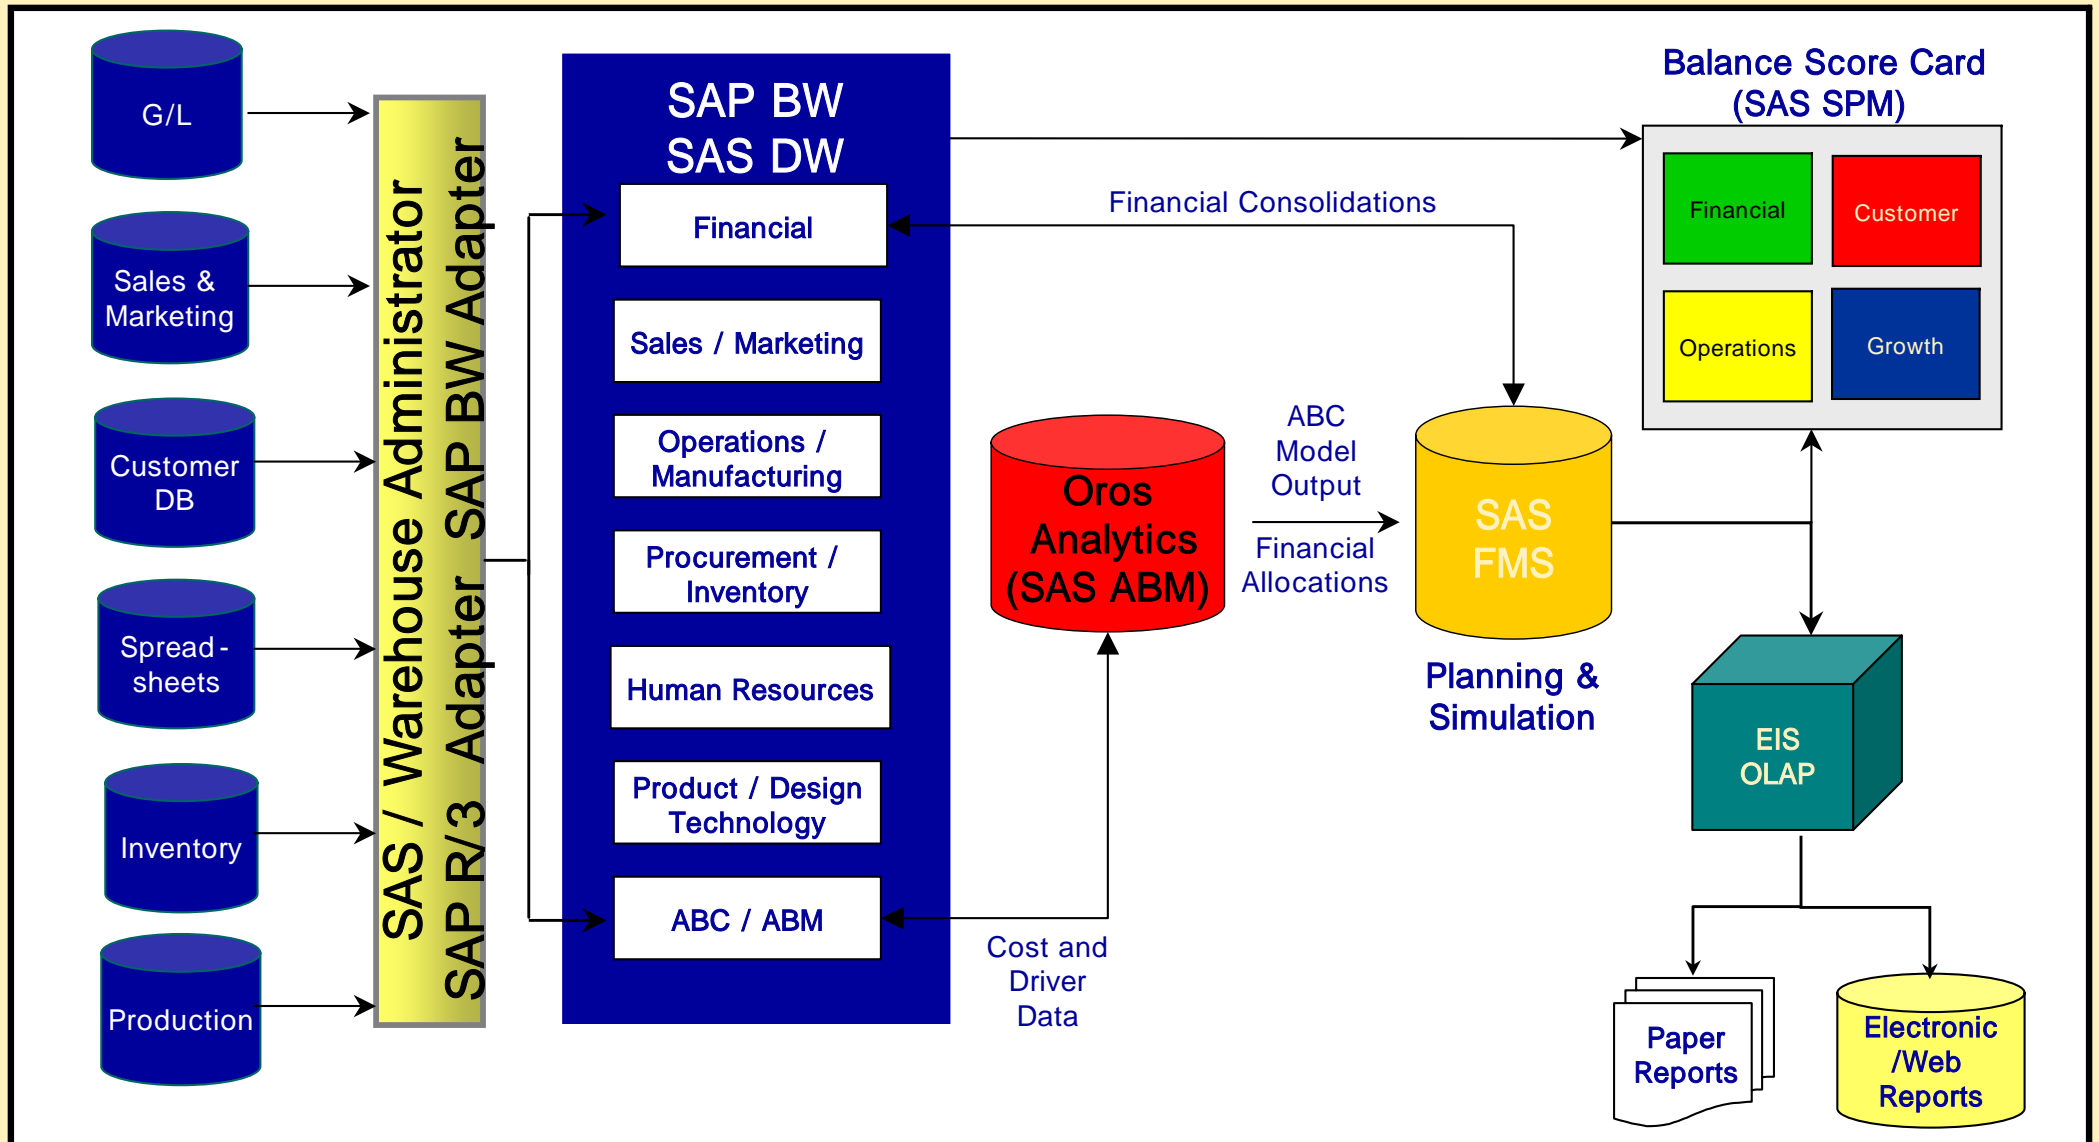 G/L
Sales &
Marketing
Customer
DB
Spread-
sheets
Inventory
Production
SAS / Warehouse Administrator
SAP R/3 Adapter SAP BW Adapter
SAP BW
SAS DW
Financial
Sales / Marketing
Operations /
Manufacturing
Procurement /
Inventory
Human Resources
Product / Design
Technology
ABC / ABM
Financial Consolidations
Cost and
Driver
Data
Oros
Analytics
(SAS ABM)
ABC
Model
Output
Financial
Allocations
SAS
FMS
Planning &
Simulation
Balance Score Card
(SAS SPM)
Financial
Customer
Operations
Growth
EIS
OLAP
Paper
Reports
Electronic
/Web
Reports